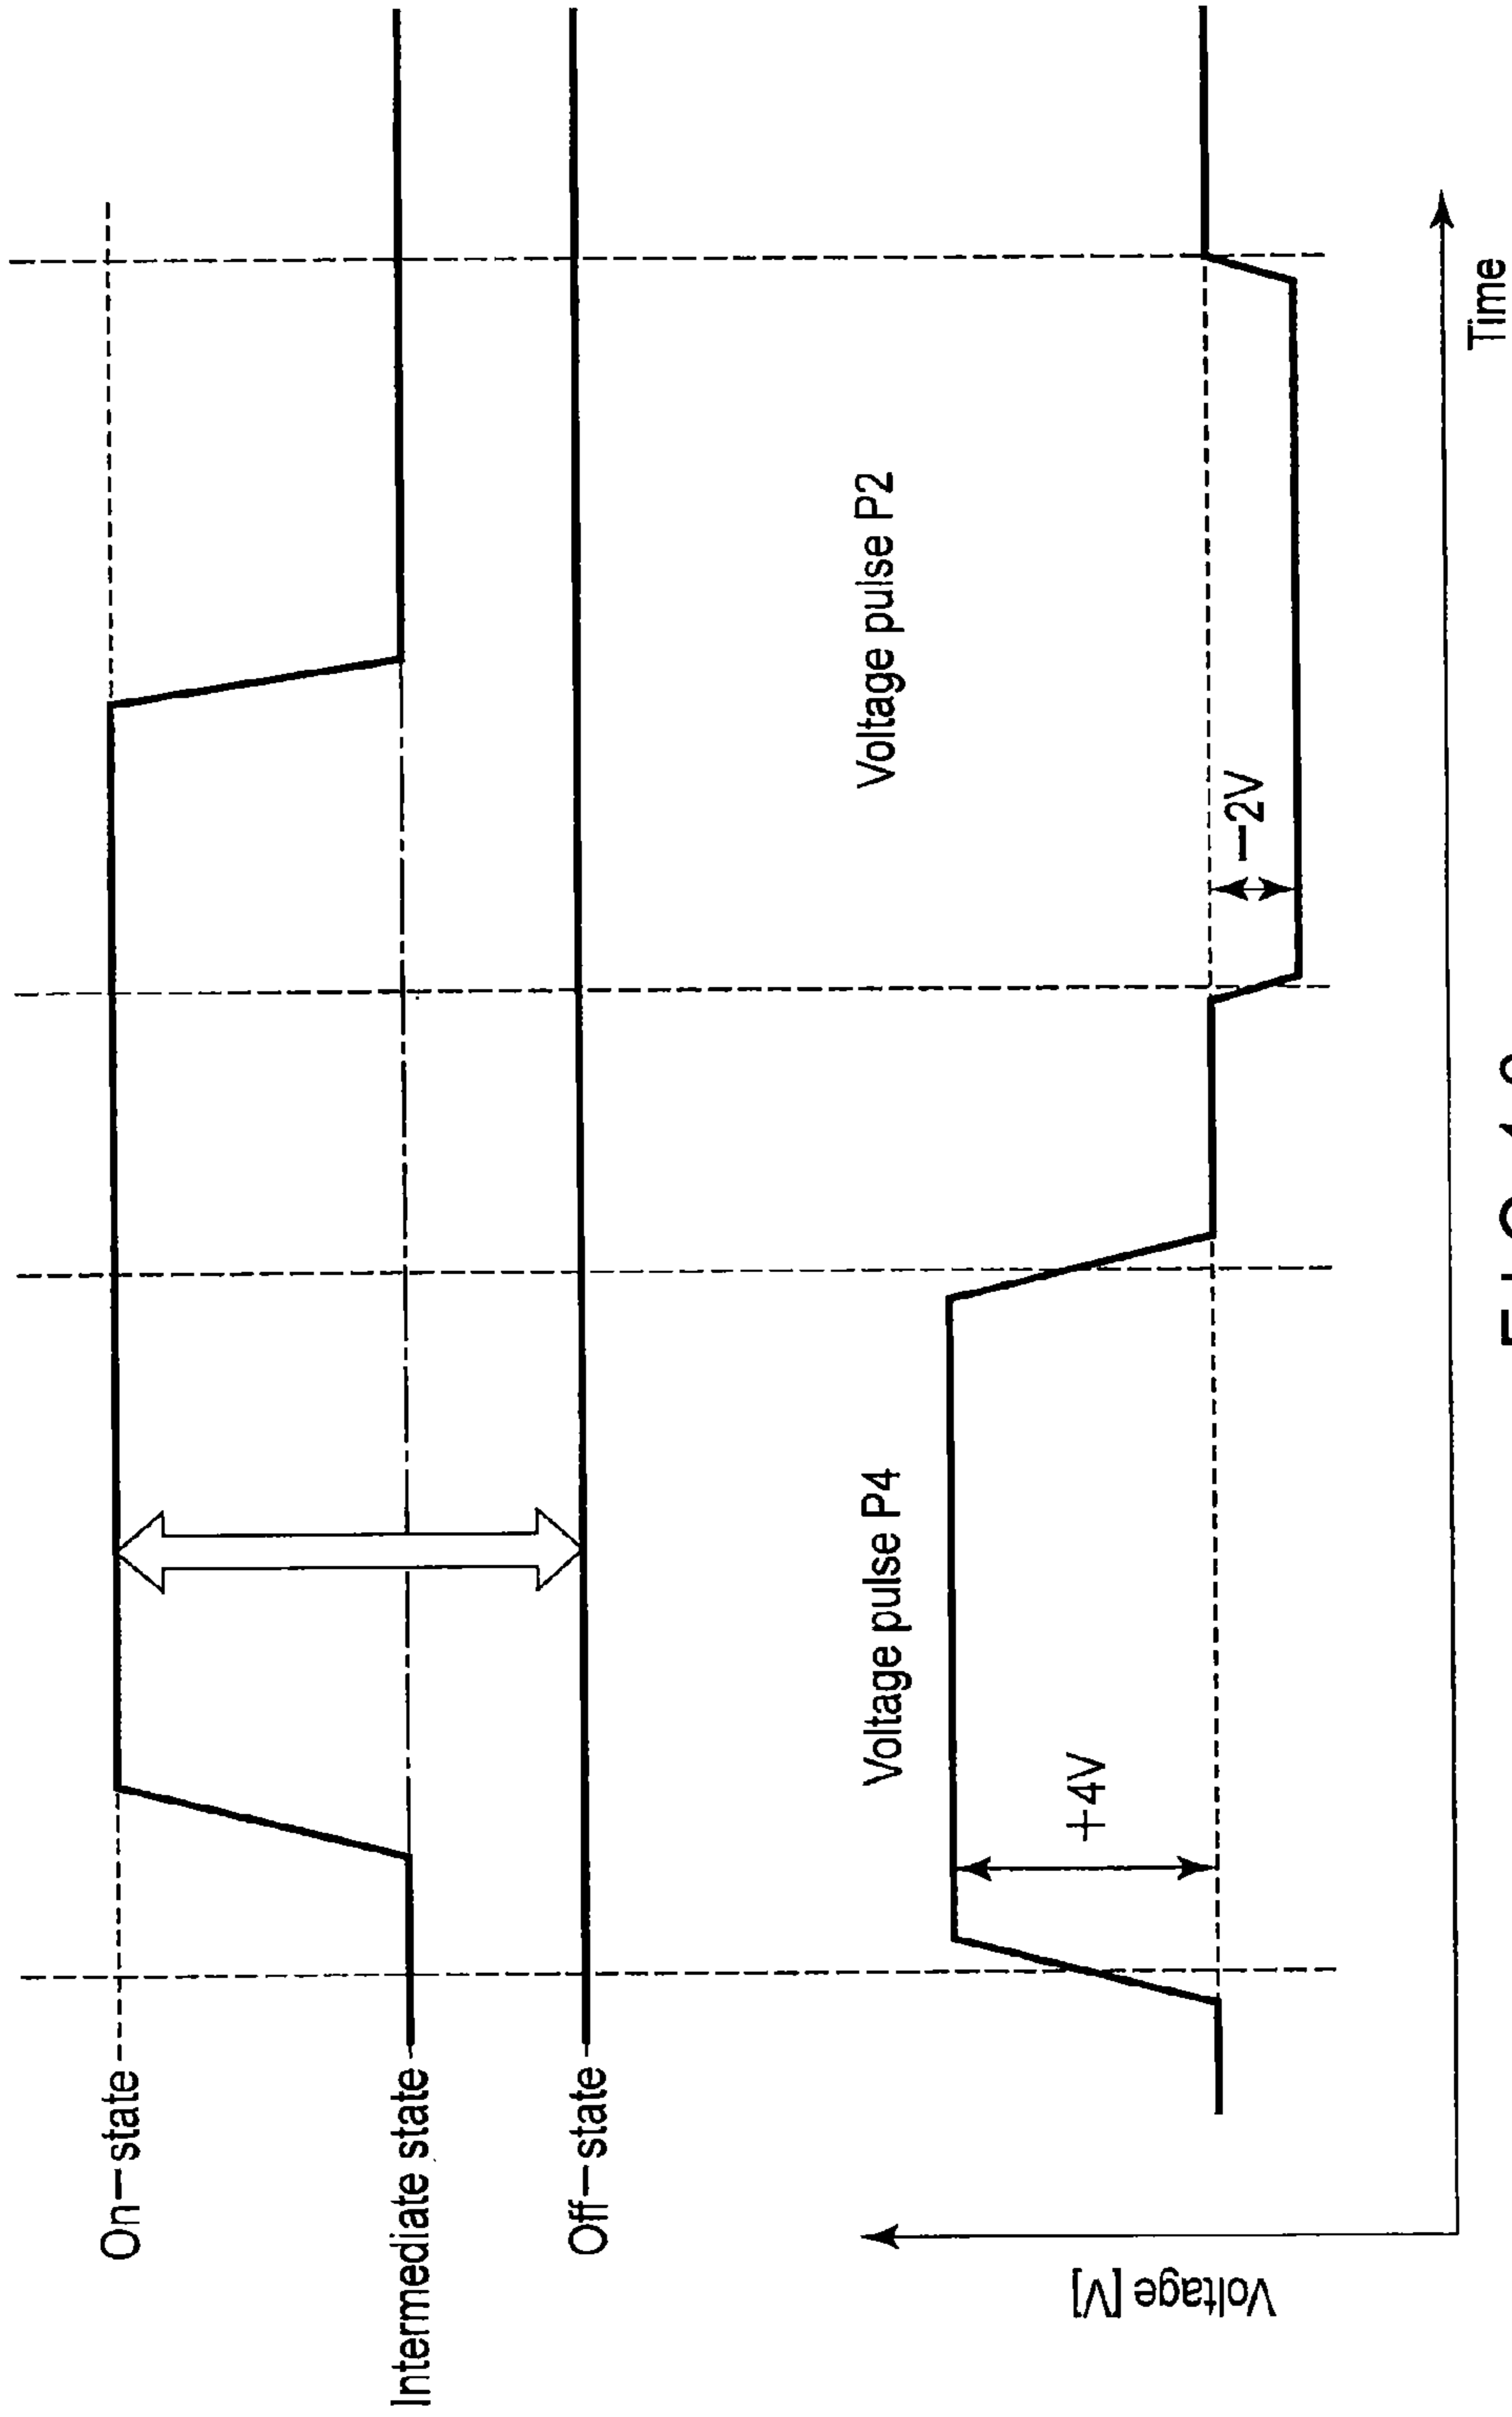 On-state
Intermediate state
Off-state
Voltage pulse P4
Voltage pulse P2
+4V
-2V
Voltage [V]
Time